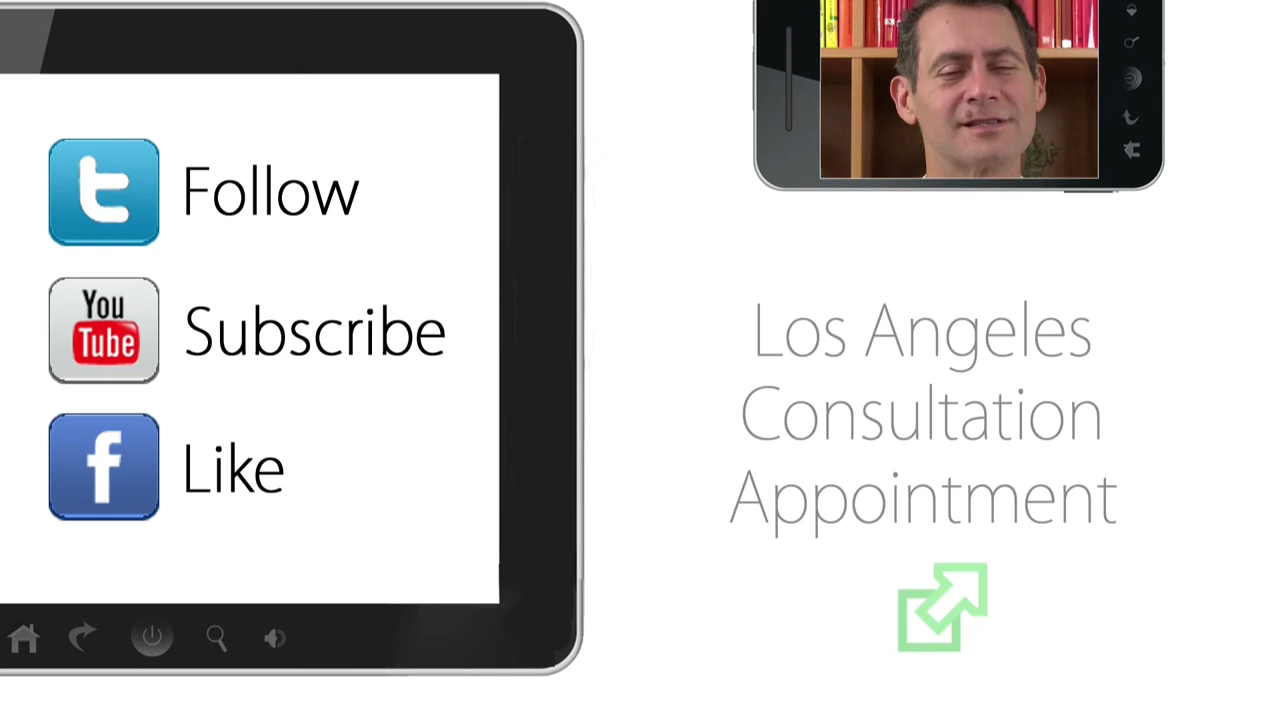 t Follow
You
Tube Subscribe
f Like
Los Angeles
Consultation
Appointment